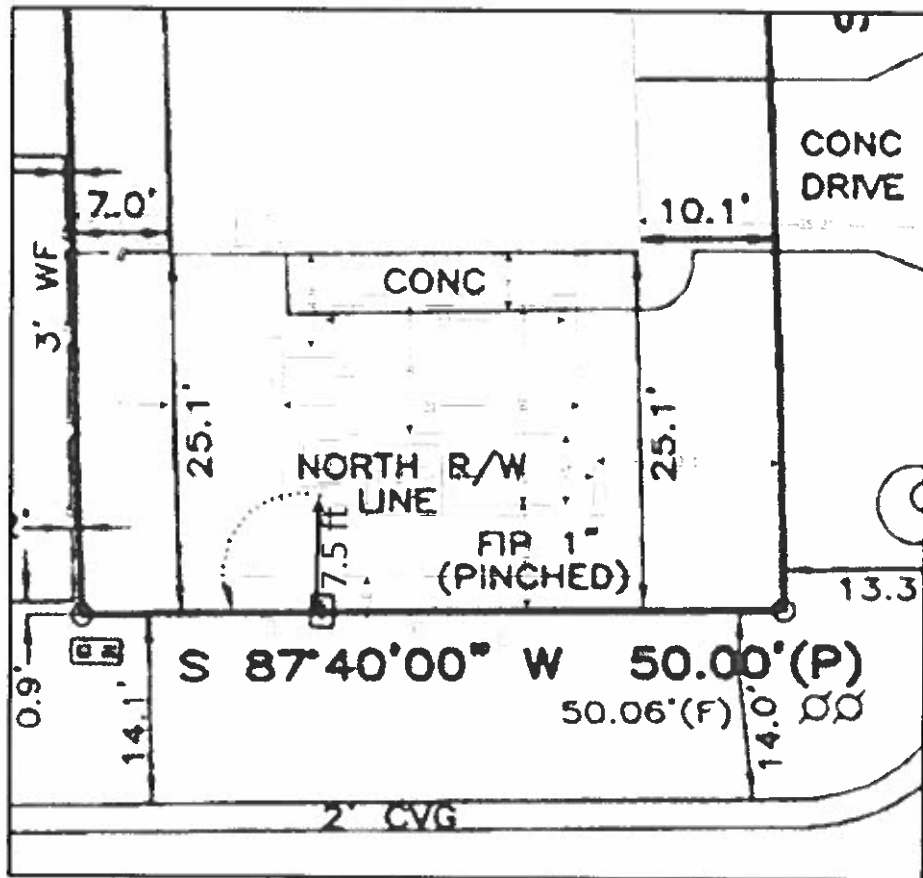 CONC
DRIVE
7.0'
10.1'
CONC
3' WF
25.1'
25.1'
NORTH R/W
LINE
7.5 ft
FIP 1"
(PINCHED)
13.3
S 87°40'00" W 50.00'(P)
50.06'(F)
0.9'
14.1'
14.0'
2' CVG